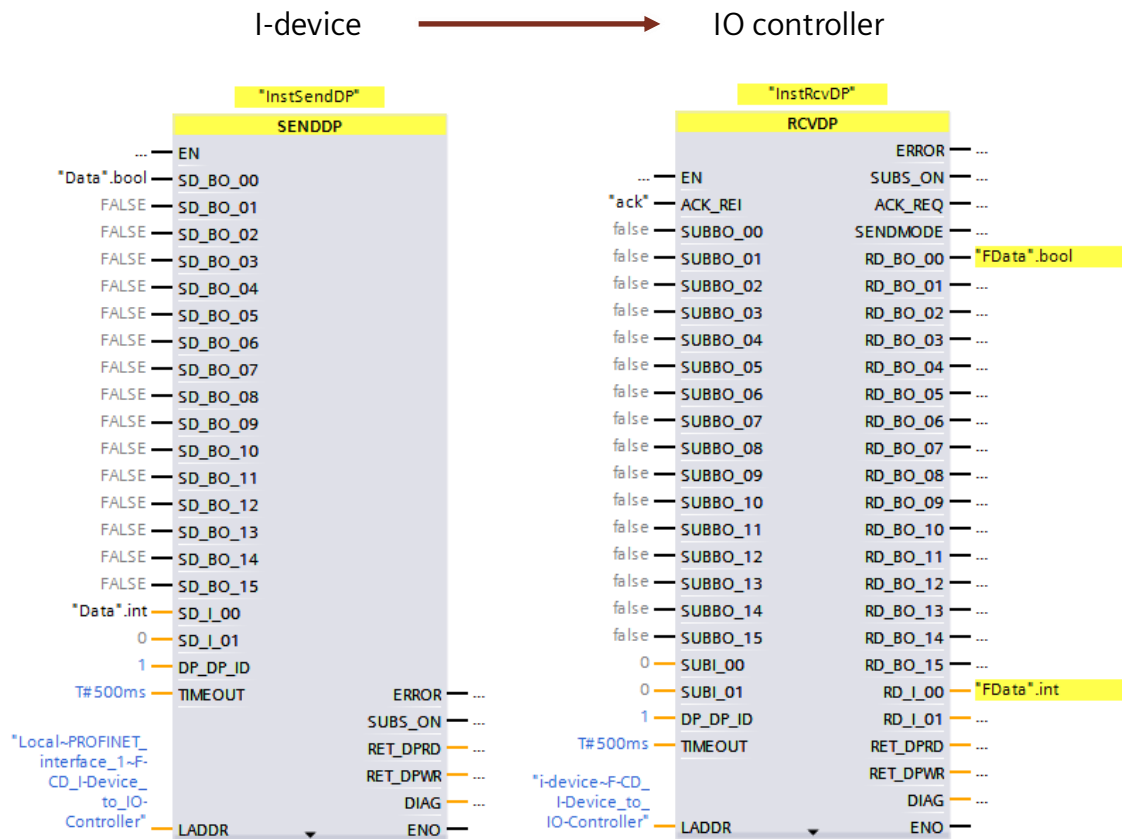 I-device
IO controller
"InstSendDP"
SENDDP
... EN
"Data".bool SD_BO_00
FALSE SD_BO_01
FALSE SD_BO_02
FALSE SD_BO_03
FALSE SD_BO_04
FALSE SD_BO_05
FALSE SD_BO_06
FALSE SD_BO_07
FALSE SD_BO_08
FALSE SD_BO_09
FALSE SD_BO_10
FALSE SD_BO_11
FALSE SD_BO_12
FALSE SD_BO_13
FALSE SD_BO_14
FALSE SD_BO_15
"Data".int SD_I_00
0 SD_I_01
1 DP_DP_ID
T#500ms TIMEOUT ERROR ...
SUBS_ON ...
RET_DPRD ...
RET_DPWR ...
DIAG ...
"Local~PROFINET_
interface_1~F-
CD_I-Device_
to_IO-
Controller" LADDR ENO
"InstRcvDP"
RCVDP
ERROR ...
... EN SUBS_ON ...
"ack" ACK_REI ACK_REQ ...
false SUBBO_00 SENDMODE ...
false SUBBO_01 RD_BO_00 "FData".bool
false SUBBO_02 RD_BO_01 ...
false SUBBO_03 RD_BO_02 ...
false SUBBO_04 RD_BO_03 ...
false SUBBO_05 RD_BO_04 ...
false SUBBO_06 RD_BO_05 ...
false SUBBO_07 RD_BO_06 ...
false SUBBO_08 RD_BO_07 ...
false SUBBO_09 RD_BO_08 ...
false SUBBO_10 RD_BO_09 ...
false SUBBO_11 RD_BO_10 ...
false SUBBO_12 RD_BO_11 ...
false SUBBO_13 RD_BO_12 ...
false SUBBO_14 RD_BO_13 ...
false SUBBO_15 RD_BO_14 ...
0 SUBI_00 RD_BO_15 ...
0 SUBI_01 RD_I_00 "FData".int
1 DP_DP_ID RD_I_01 ...
T#500ms TIMEOUT RET_DPRD ...
RET_DPWR ...
DIAG ...
"i-device~F-CD_
I-Device_to_
IO-Controller" LADDR ENO